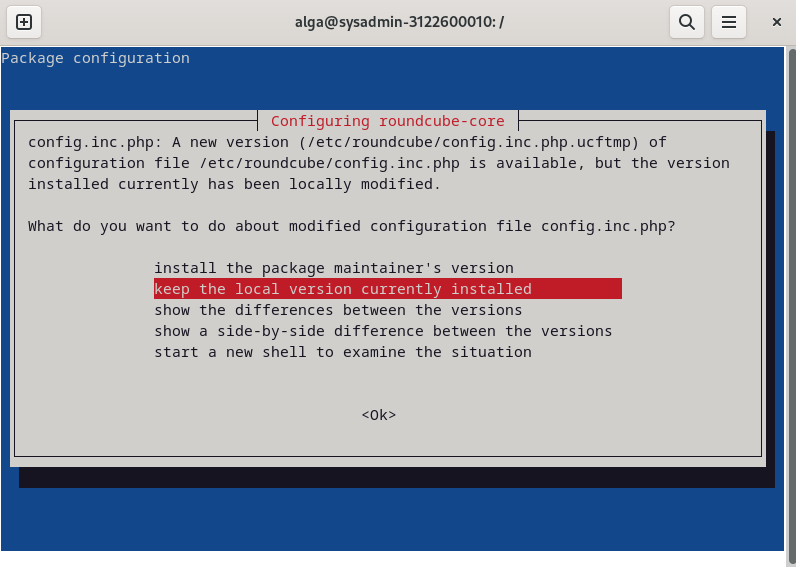 alga@sysadmin-3122600010: /
Package configuration
Configuring roundcube-core
config.inc.php: A new version (/etc/roundcube/config.inc.php.ucftmp) of
configuration file /etc/roundcube/config.inc.php is available, but the version
installed currently has been locally modified.
What do you want to do about modified configuration file config.inc.php?
install the package maintainer's version
keep the local version currently installed
show the differences between the versions
show a side-by-side difference between the versions
start a new shell to examine the situation
<Ok>